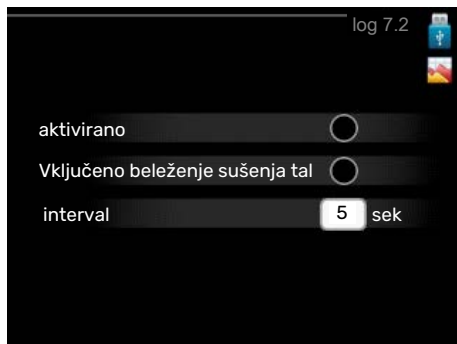 log 7.2
aktivirano
Vključeno beleženje sušenja tal
interval 5 sek